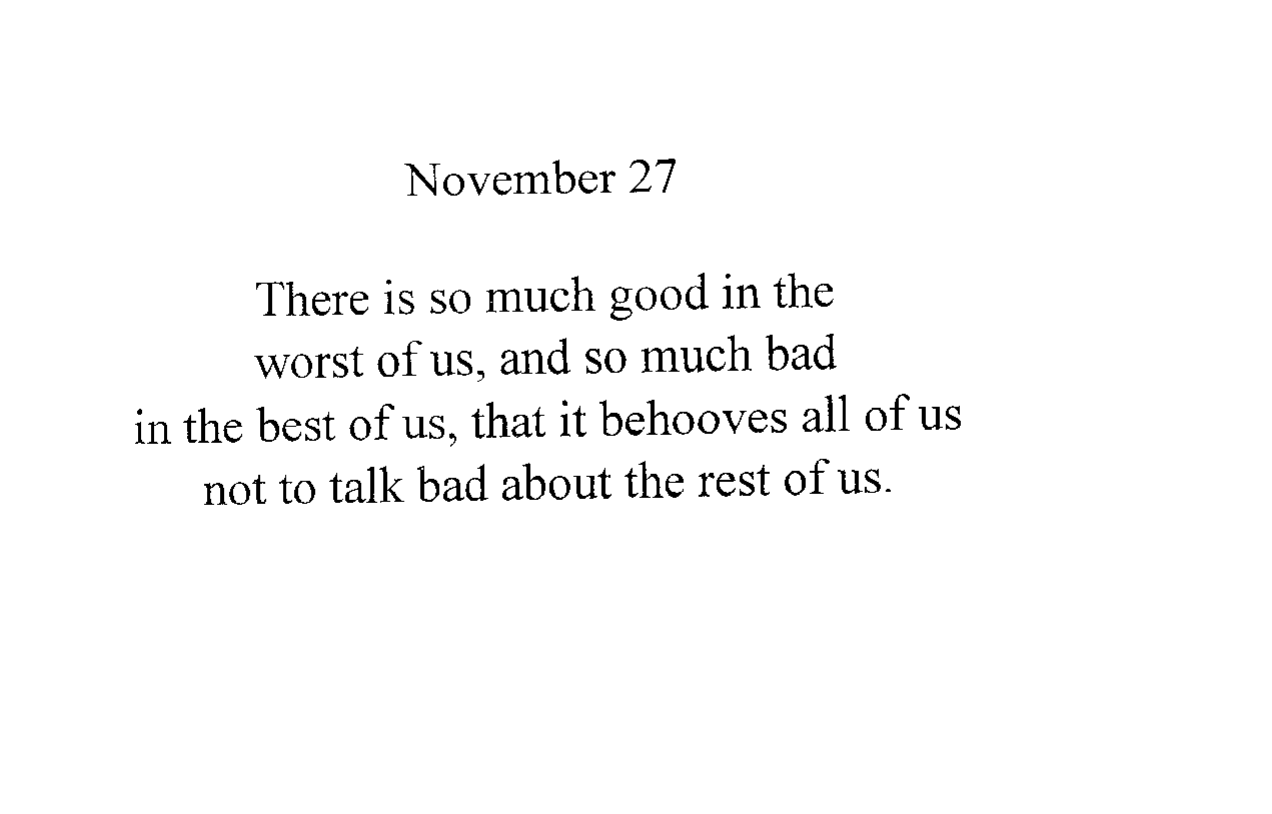 November 27
There is so much good in the
worst of us, and so much bad
in the best of us, that it behooves all of us
not to talk bad about the rest of us.